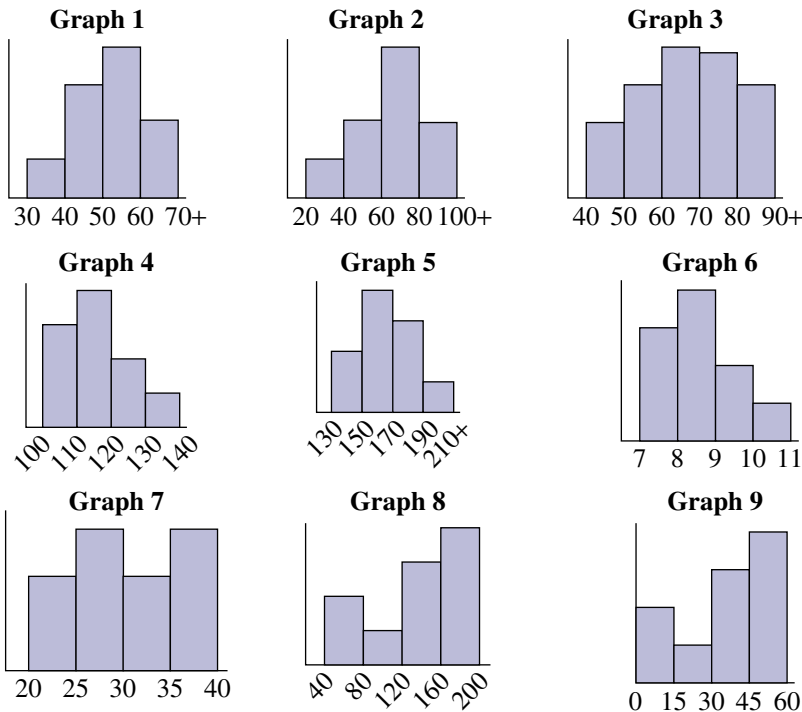 Graph 1
Graph 2
Graph 3
30 40 50 60 70+
20 40 60 80 100+
40 50 60 70 80 90+
Graph 4
Graph 5
Graph 6
100 110 120 130 140
130 150 170 190 210+
7 8 9 10 11
Graph 7
Graph 8
Graph 9
20 25 30 35 40
40 80 120 160 200
0 15 30 45 60